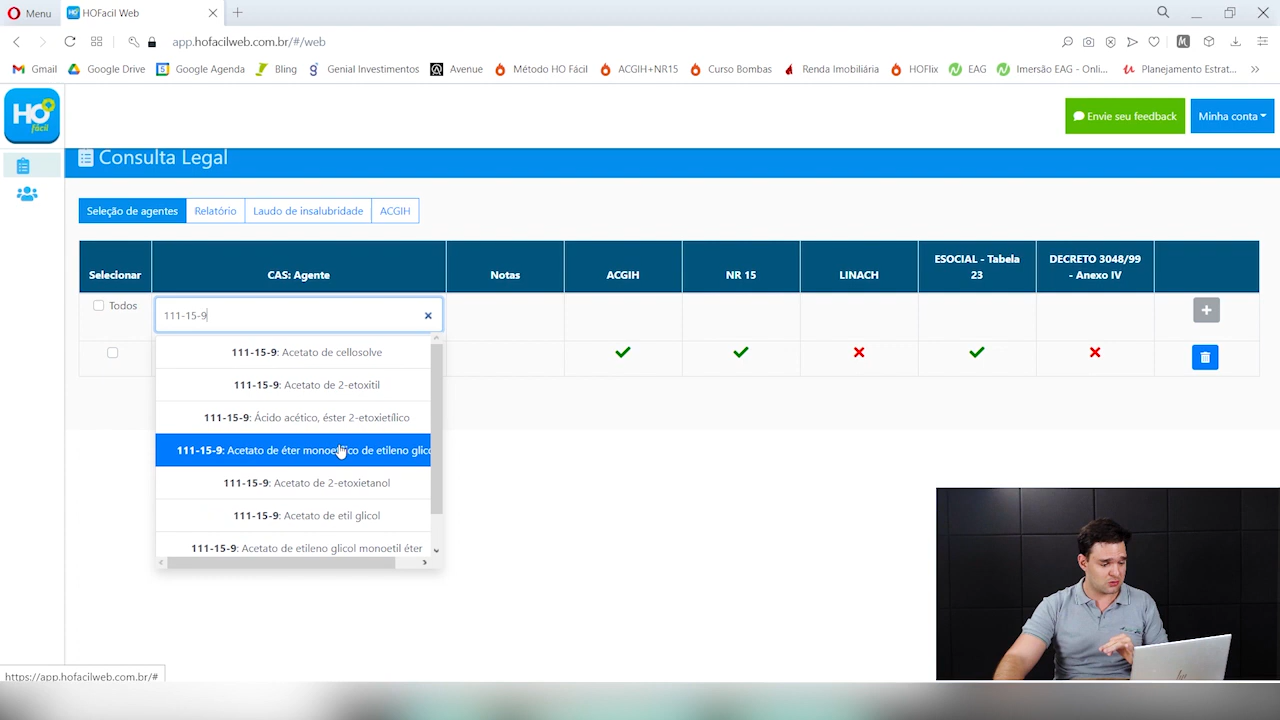 Menu
HOFacil Web
app.hofacilweb.com.br/#/web
Gmail
Google Drive
Google Agenda
Bling
Genial Investimentos
Avenue
Método HO Fácil
ACGIH+NR15
Curso Bombas
Renda Imobiliária
HOFlix
EAG
Imersão EAG - Onli...
Planejamento Estrat...
HO
fácil
Envie seu feedback
Minha conta
Consulta Legal
Seleção de agentes
Relatório
Laudo de insalubridade
ACGIH
Selecionar
CAS: Agente
Notas
ACGIH
NR 15
LINACH
ESOCIAL - Tabela
23
DECRETO 3048/99
- Anexo IV
Todos
111-15-9
111-15-9: Acetato de cellosolve
111-15-9: Acetato de 2-etoxitil
111-15-9: Ácido acético, éster 2-etoxietílico
111-15-9: Acetato de éter monoetílico de etileno glico
111-15-9: Acetato de 2-etoxietanol
111-15-9: Acetato de etil glicol
111-15-9: Acetato de etileno glicol monoetil éter
https://app.hofacilweb.com.br/#